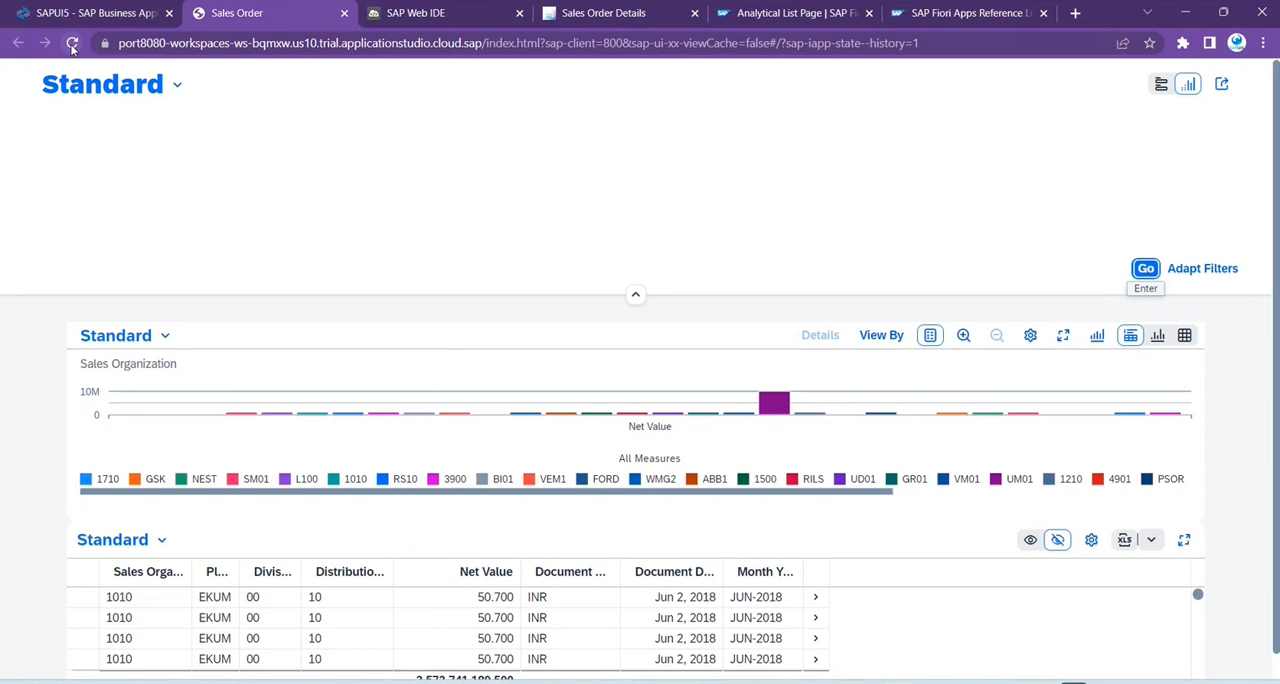 SAPUI5 - SAP Business Appl
Sales Order
SAP Web IDE
Sales Order Details
Analytical List Page | SAP Fi
SAP Fiori Apps Reference Li
port8080-workspaces-ws-bqmxw.us10.trial.applicationstudio.cloud.sap/index.html?sap-client=800&sap-ui-xx-viewCache=false#/?sap-iapp-state--history=1
Standard
Go Adapt Filters
Enter
Standard
Details View By
Sales Organization
10M
0
Net Value
All Measures
1710 GSK NEST SM01 L100 1010 RS10 3900 BI01 VEM1 FORD WMG2 ABB1 1500 RILS UD01 GR01 VM01 UM01 1210 4901 PSOR
Standard
XLS
Sales Orga... Pl... Divis... Distributio... Net Value Document ... Document D... Month Y...
1010 EKUM 00 10 50.700 INR Jun 2, 2018 JUN-2018
1010 EKUM 00 10 50.700 INR Jun 2, 2018 JUN-2018
1010 EKUM 00 10 50.700 INR Jun 2, 2018 JUN-2018
1010 EKUM 00 10 50.700 INR Jun 2, 2018 JUN-2018